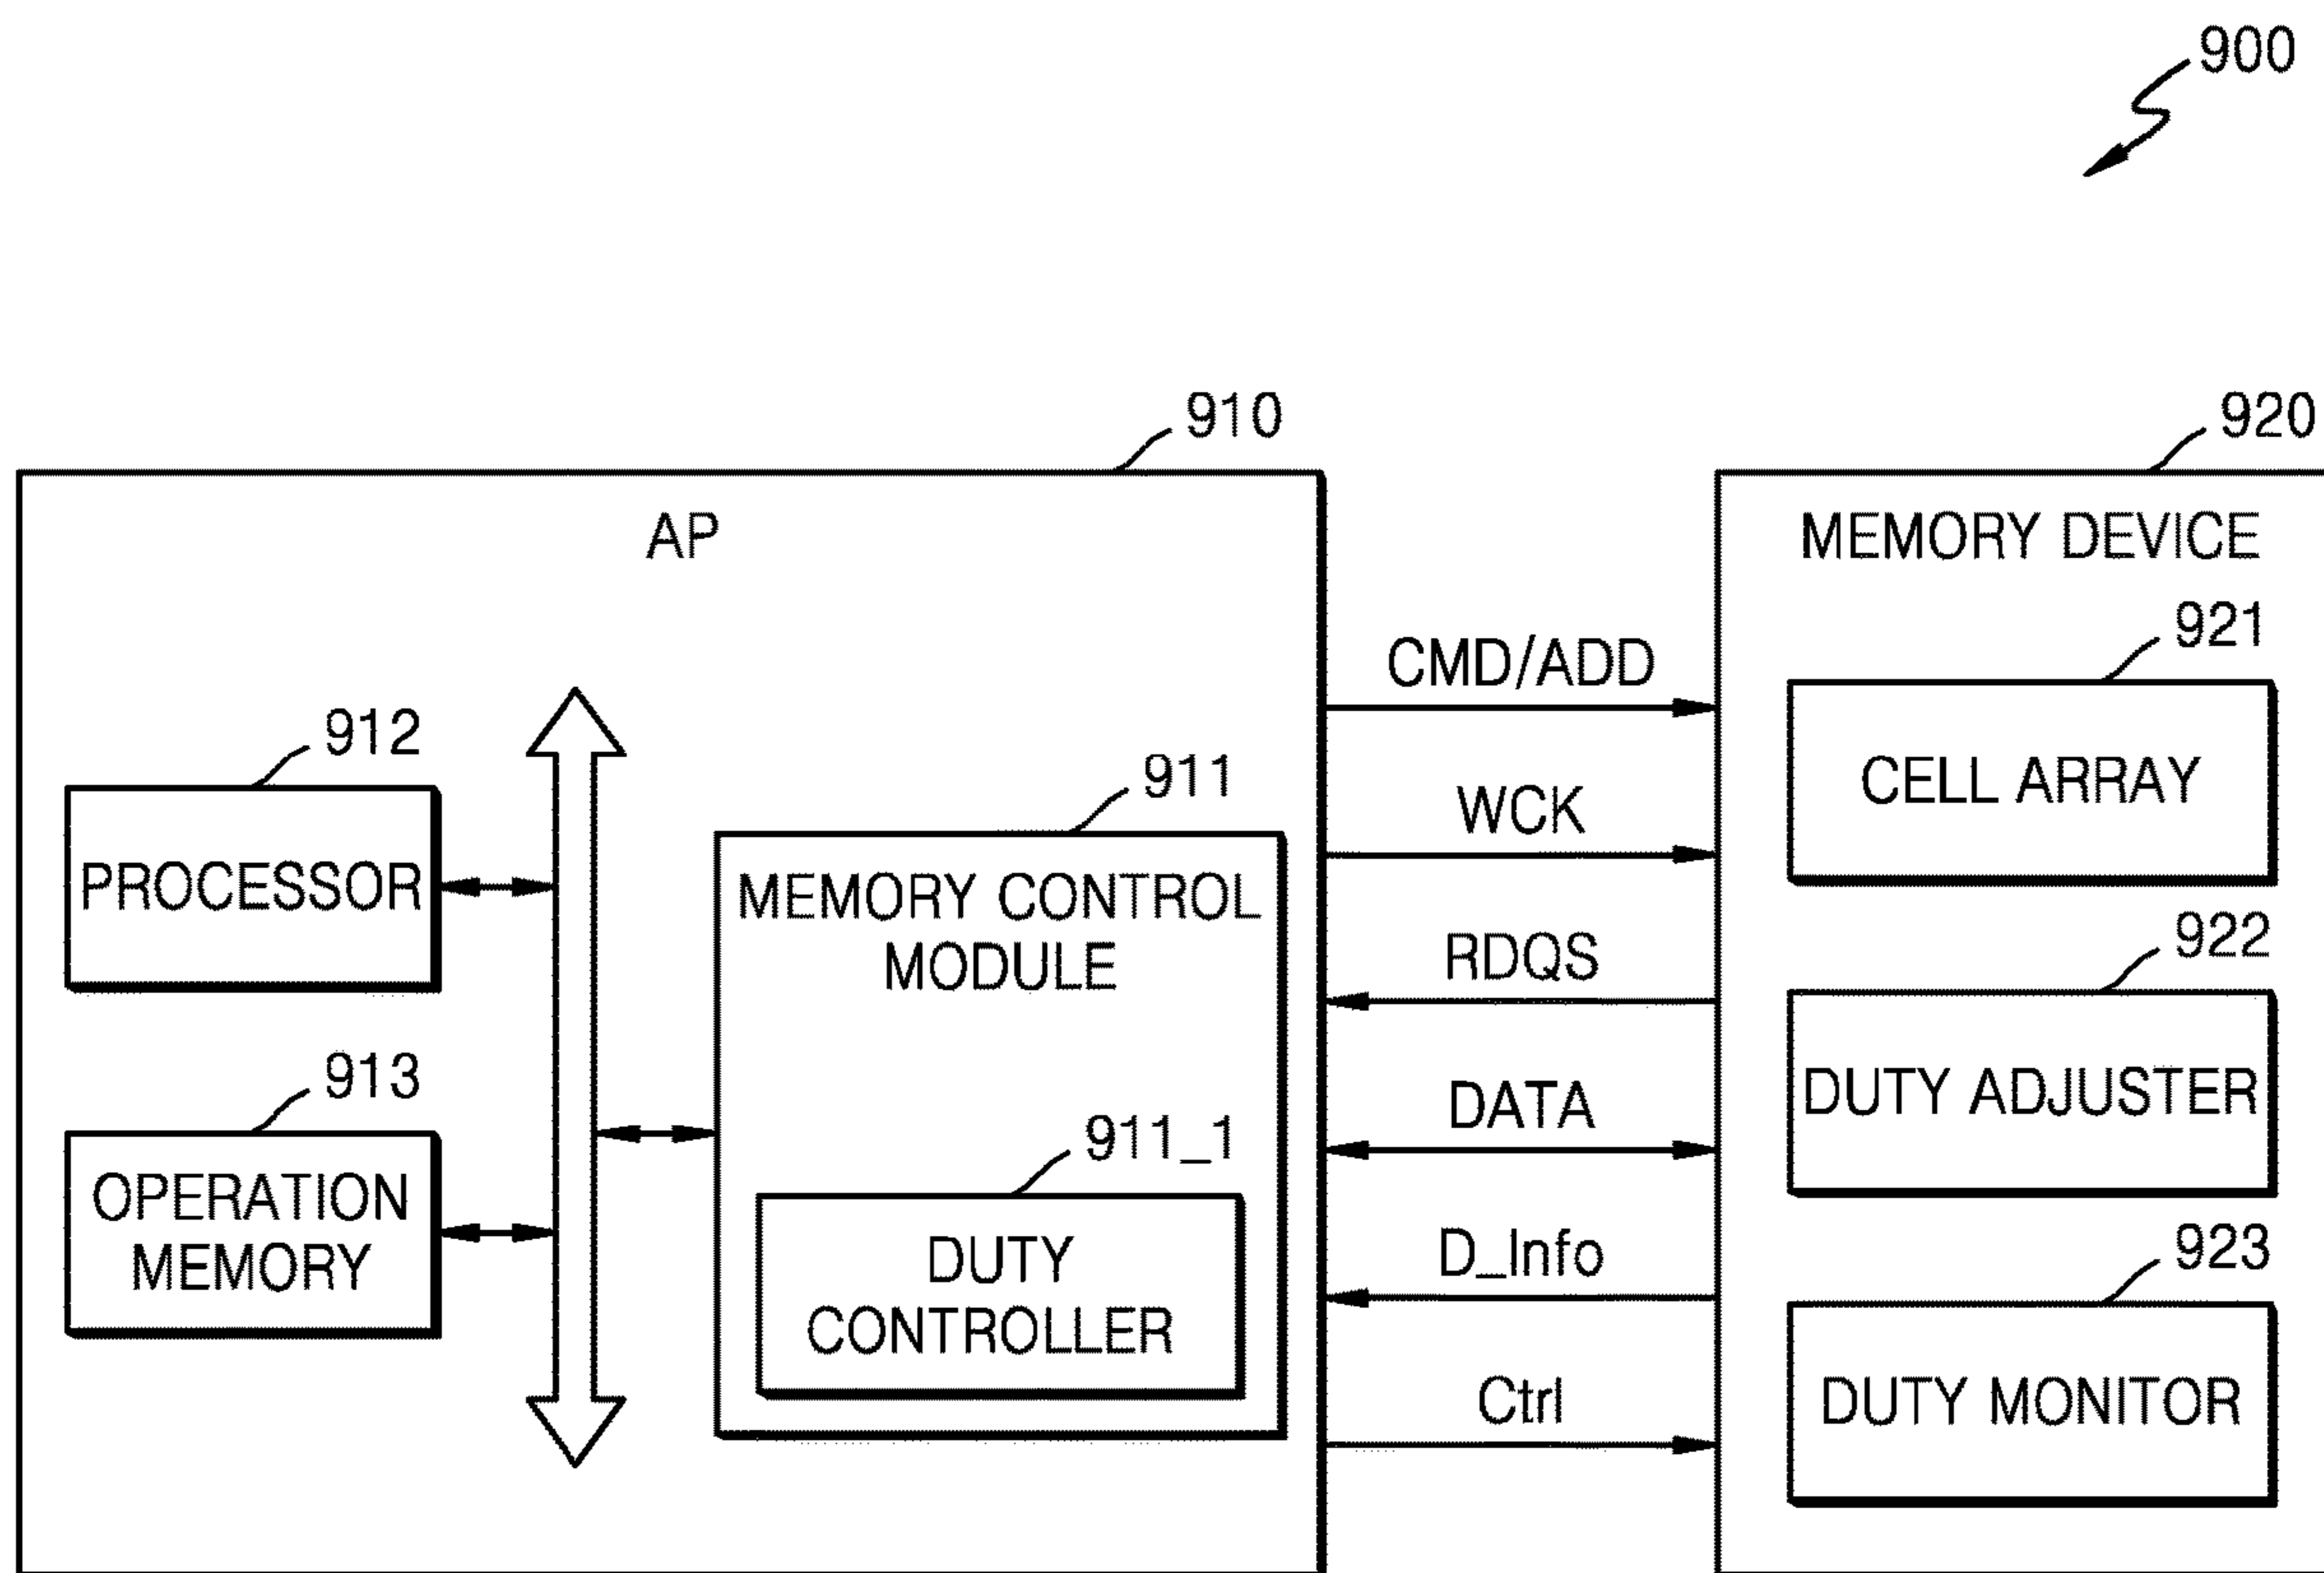 900
910
920
AP
MEMORY DEVICE
921
CMD/ADD
912
911
CELL ARRAY
WCK
PROCESSOR
MEMORY CONTROL
MODULE
922
RDQS
913
911_1
DATA
DUTY ADJUSTER
OPERATION
MEMORY
DUTY
CONTROLLER
D_Info
923
Ctrl
DUTY MONITOR